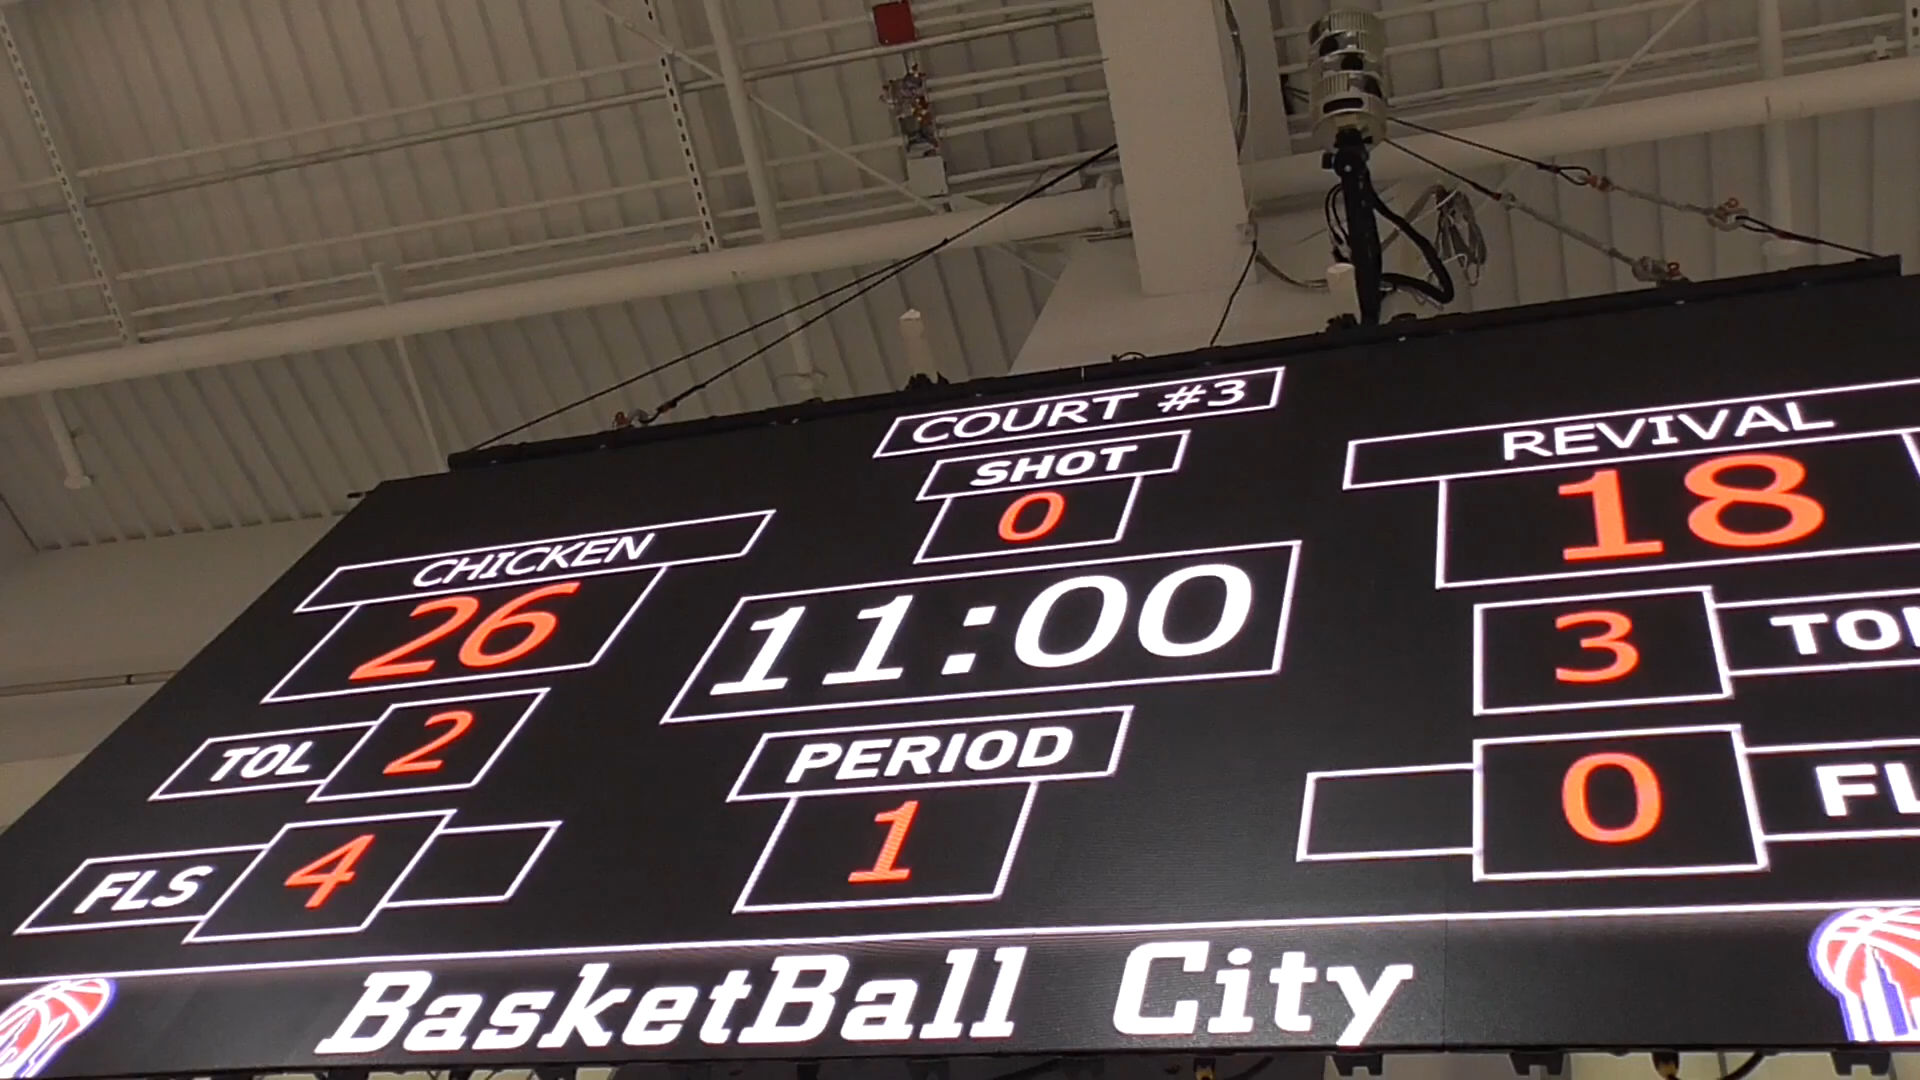 COURT #3
SHOT
0
CHICKEN
26
11:00
REVIVAL
18
TOL 2
3
PERIOD
1
FLS 4
0
BasketBall City